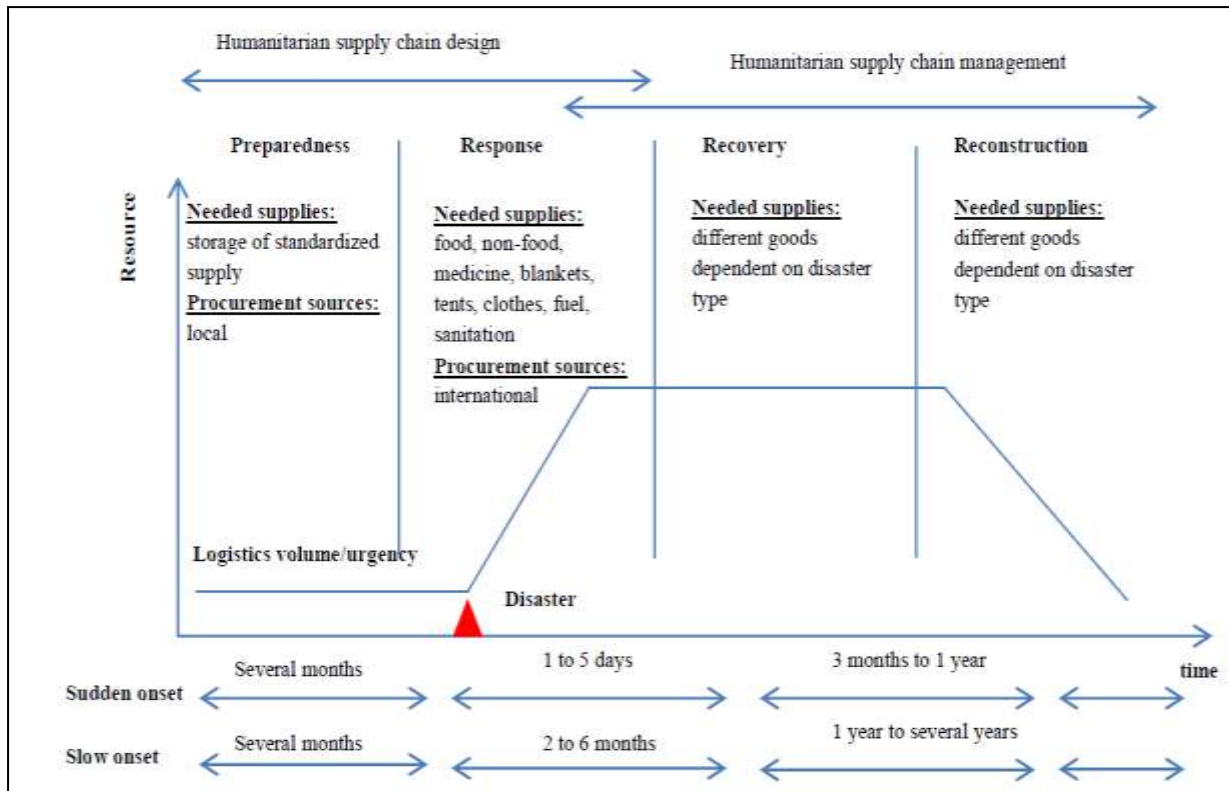 Humanitarian supply chain design
Humanitarian supply chain management
Preparedness
Response
Recovery
Reconstruction
Resource
Needed supplies:
storage of standardized
supply
Procurement sources:
local
Needed supplies:
food, non-food,
medicine, blankets,
tents, clothes, fuel,
sanitation
Procurement sources:
international
Needed supplies:
different goods
dependent on disaster
type
Needed supplies:
different goods
dependent on disaster
type
Logistics volume/urgency
Disaster
time
Sudden onset
Several months
1 to 5 days
3 months to 1 year
Slow onset
Several months
2 to 6 months
1 year to several years